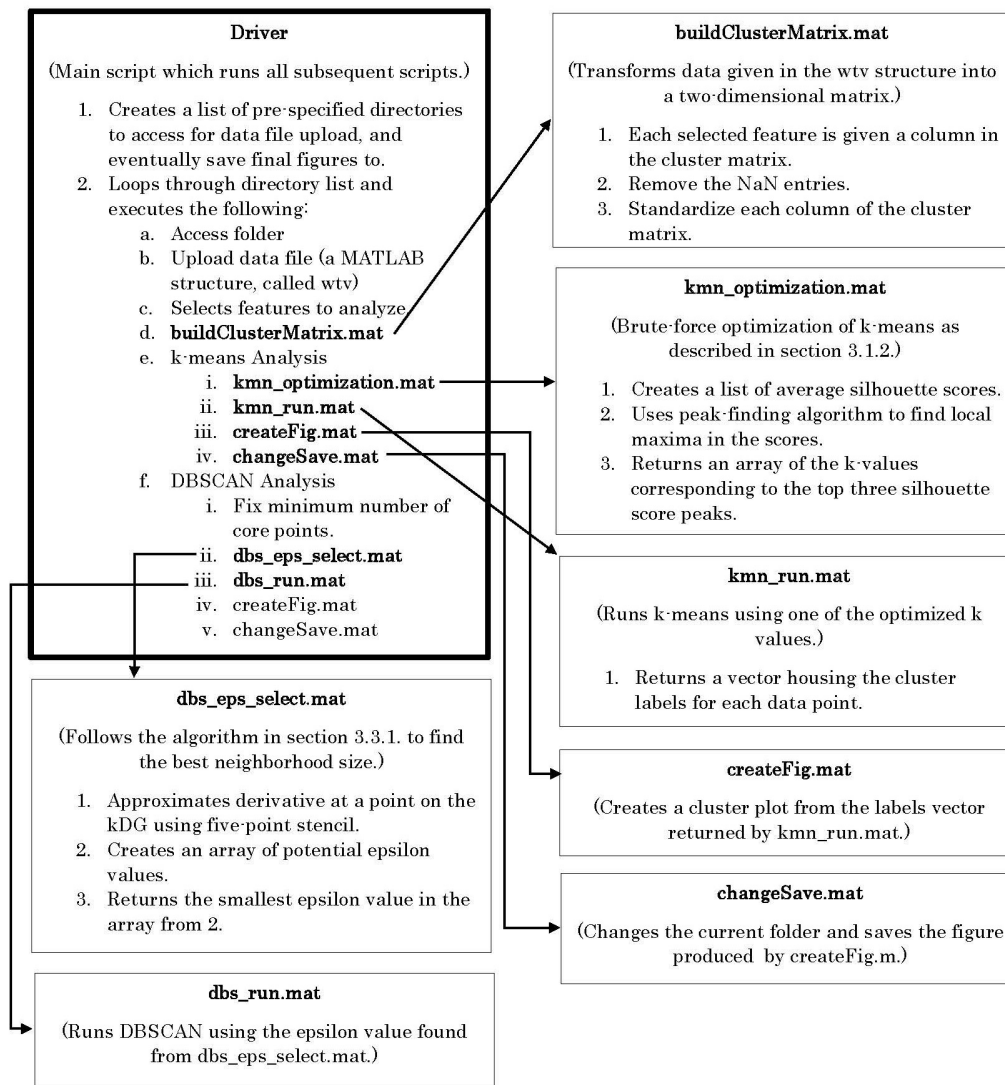 Driver
(Main script which runs all subsequent scripts.)
1. Creates a list of pre-specified directories
to access for data file upload, and
eventually save final figures to.
2. Loops through directory list and
executes the following:
a. Access folder
b. Upload data file (a MATLAB
structure, called wtv)
c. Selects features to analyze
d. buildClusterMatrix.mat
e. k-means Analysis
i. kmn_optimization.mat
ii. kmn_run.mat
iii. createFig.mat
iv. changeSave.mat
f. DBSCAN Analysis
i. Fix minimum number of
core points.
ii. dbs_eps_select.mat
iii. dbs_run.mat
iv. createFig.mat
v. changeSave.mat
dbs_eps_select.mat
(Follows the algorithm in section 3.3.1. to find
the best neighborhood size.)
1. Approximates derivative at a point on the
kDG using five-point stencil.
2. Creates an array of potential epsilon
values.
3. Returns the smallest epsilon value in the
array from 2.
dbs_run.mat
(Runs DBSCAN using the epsilon value found
from dbs_eps_select.mat.)
buildClusterMatrix.mat
(Transforms data given in the wtv structure into
a two-dimensional matrix.)
1. Each selected feature is given a column in
the cluster matrix.
2. Remove the NaN entries.
3. Standardize each column of the cluster
matrix.
kmn_optimization.mat
(Brute-force optimization of k-means as
described in section 3.1.2.)
1. Creates a list of average silhouette scores.
2. Uses peak-finding algorithm to find local
maxima in the scores.
3. Returns an array of the k-values
corresponding to the top three silhouette
score peaks.
kmn_run.mat
(Runs k-means using one of the optimized k
values.)
1. Returns a vector housing the cluster
labels for each data point.
createFig.mat
(Creates a cluster plot from the labels vector
returned by kmn_run.mat.)
changeSave.mat
(Changes the current folder and saves the figure
produced by createFig.m.)